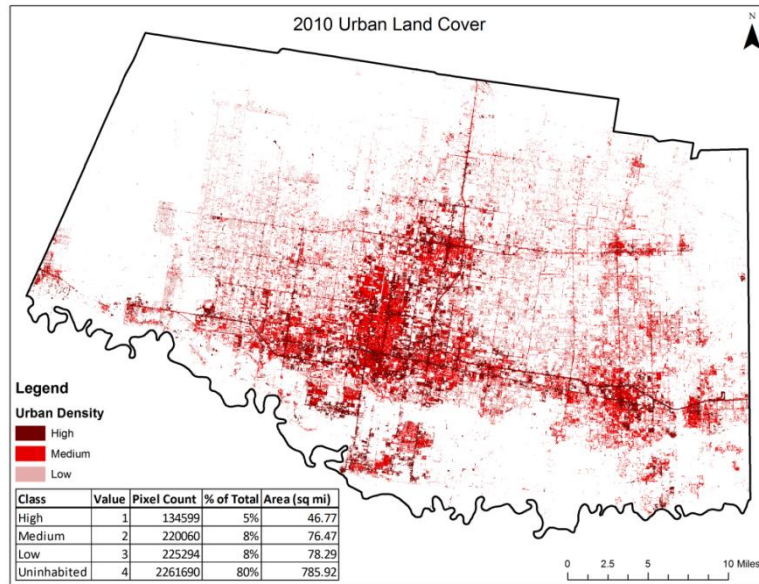 2010 Urban Land Cover
N
Legend
Urban Density
High
Medium
Low
Class Value Pixel Count % of Total Area (sq mi)
High 1 134599 5% 46.77
Medium 2 220060 8% 76.47
Low 3 225294 8% 78.29
Uninhabited 4 2261690 80% 785.92
0 2.5 5 10 Miles